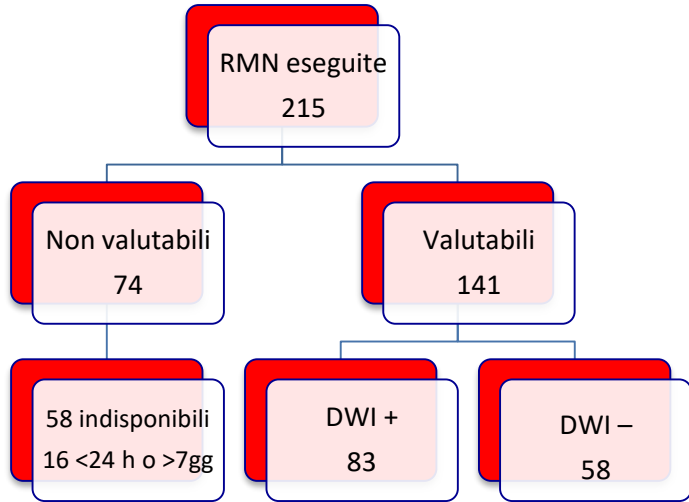 RMN eseguite
215
Non valutabili
74
Valutabili
141
58 indisponibili
16 <24 h o >7gg
DWI +
83
DWI –
58